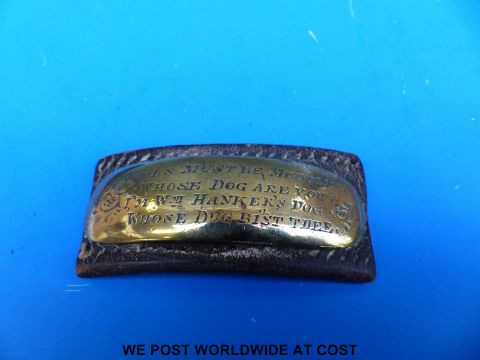 MUST BE M
WHOSE DOG ARE YOU
I'M Wm HANKER'S DOG
WHOSE DOG BIST THEE
WE POST WORLDWIDE AT COST